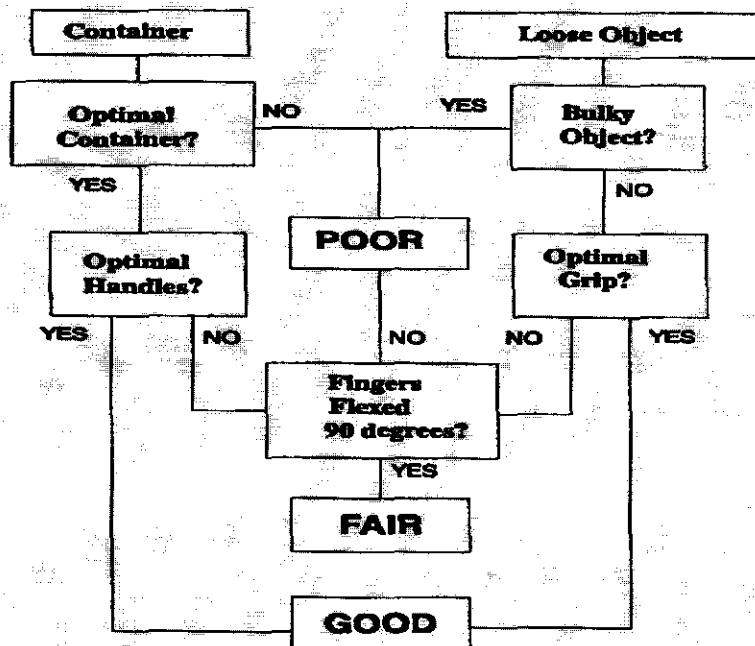 Container
Loose Object
Optimal
Container?
NO
YES
Bulky
Object?
YES
NO
POOR
Optimal
Handles?
Optimal
Grip?
YES
NO
NO
NO
YES
Fingers
Flexed
90 degrees?
YES
FAIR
GOOD